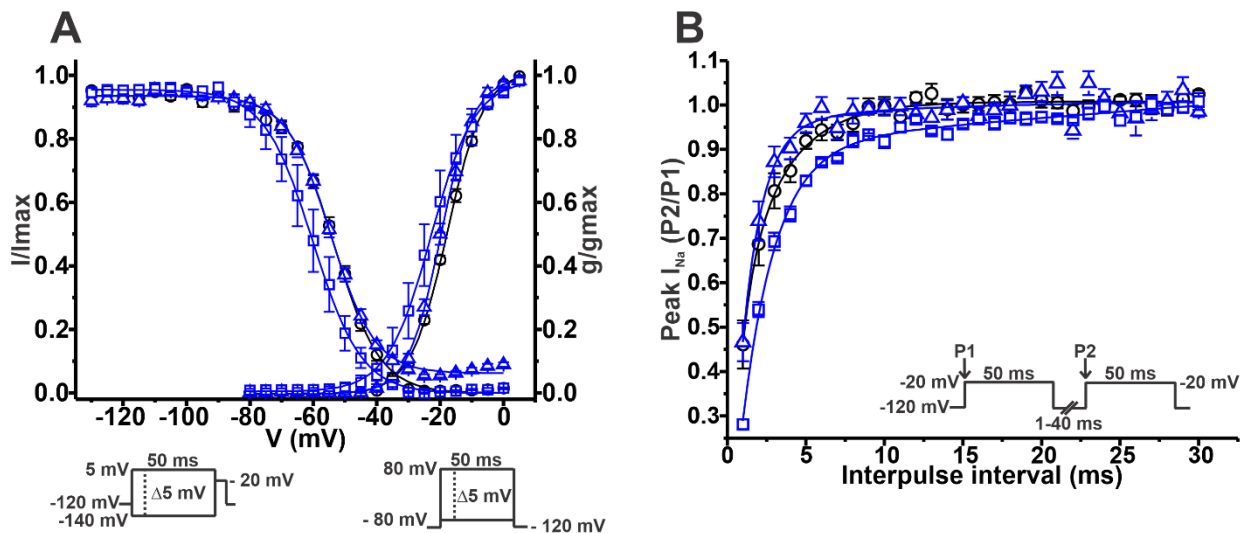 A
I/Imax
1.0
0.8
0.6
0.4
0.2
0.0
1.0
0.8
0.6
0.4
0.2
0.0
g/gmax
-120 -100 -80 -60 -40 -20 0
V (mV)
50 ms
5 mV
Δ5 mV
- 20 mV
-120 mV
-140 mV
50 ms
80 mV
Δ5 mV
- 80 mV
- 120 mV
B
Peak INa (P2/P1)
1.1
1.0
0.9
0.8
0.7
0.6
0.5
0.4
0.3
P1 P2
-20 mV 50 ms 50 ms -20 mV
-120 mV
1-40 ms
0 5 10 15 20 25 30
Interpulse interval (ms)